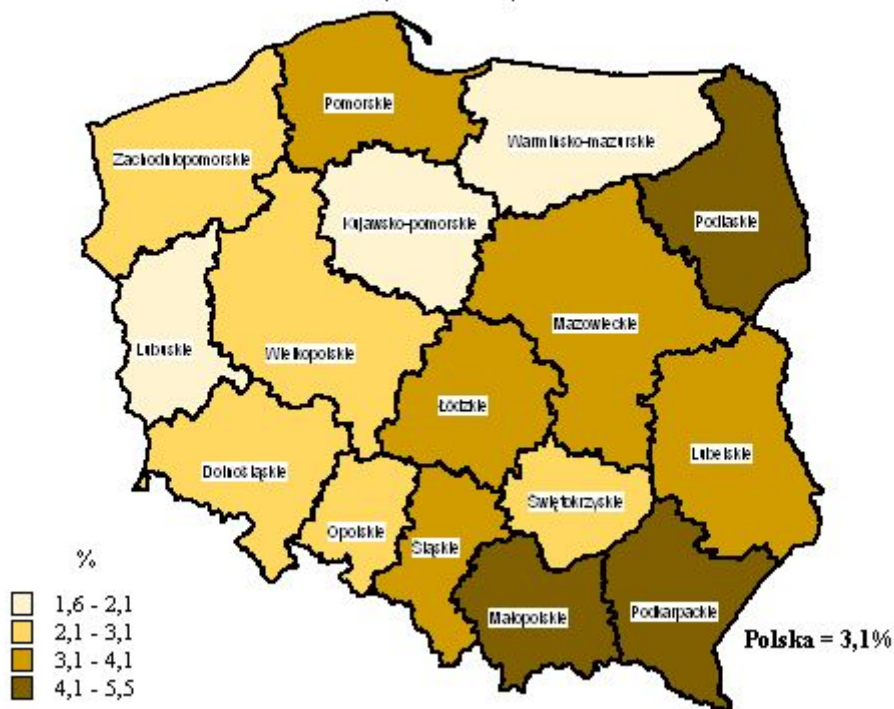 Pomorskie
Warmińsko-mazurskie
Zachodniopomorskie
Podlaskie
Kujawsko-pomorskie
Mazowieckie
Lubuskie
Wielkopolskie
Łódzkie
Lubelskie
Dolnośląskie
Świętokrzyskie
Opolskie
Śląskie
Małopolskie
Podkarpackie
%
1,6 - 2,1
2,1 - 3,1
3,1 - 4,1
4,1 - 5,5
Polska = 3,1%